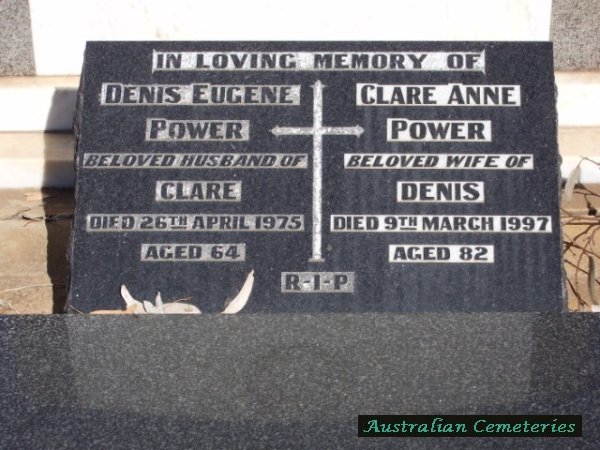 IN LOVING MEMORY OF
DENIS EUGENE
POWER
BELOVED HUSBAND OF
CLARE
DIED 26TH APRIL 1975
AGED 64
CLARE ANNE
POWER
BELOVED WIFE OF
DENIS
DIED 9TH MARCH 1997
AGED 82
R-I-P
Australian Cemeteries